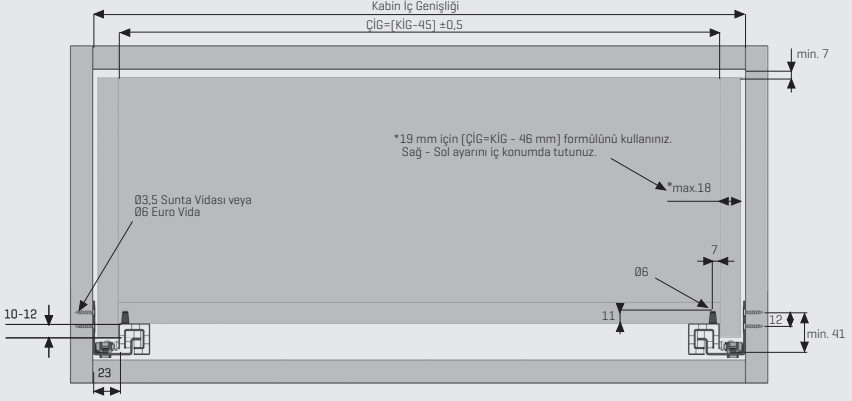 Kabin İç Genişliği
ÇİG=[KİG-45] ±0,5
min. 7
*19 mm için [ÇİG=KİG - 46 mm] formülünü kullanınız.
Sağ - Sol ayarını iç konumda tutunuz.
*max.18
Ø3,5 Sunta Vidası veya
Ø6 Euro Vida
7
Ø6
10-12
11
12
min. 41
23